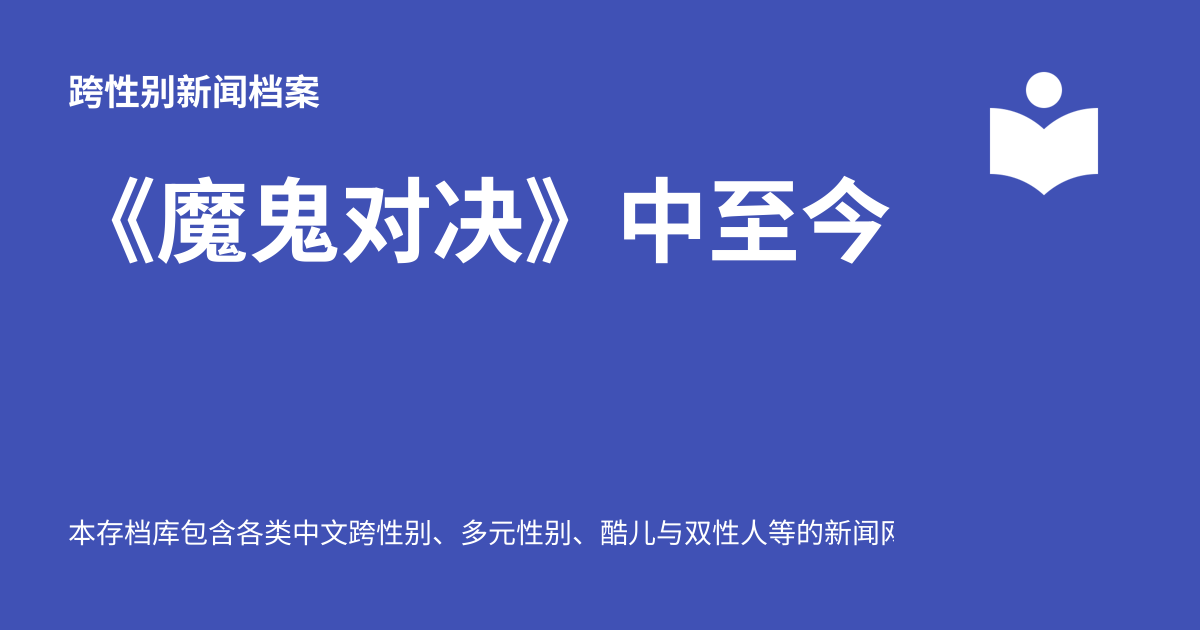 跨性别新闻档案
《魔鬼对决》中至今
本存档库包含各类中文跨性别、多元性别、酷儿与双性人等的新闻